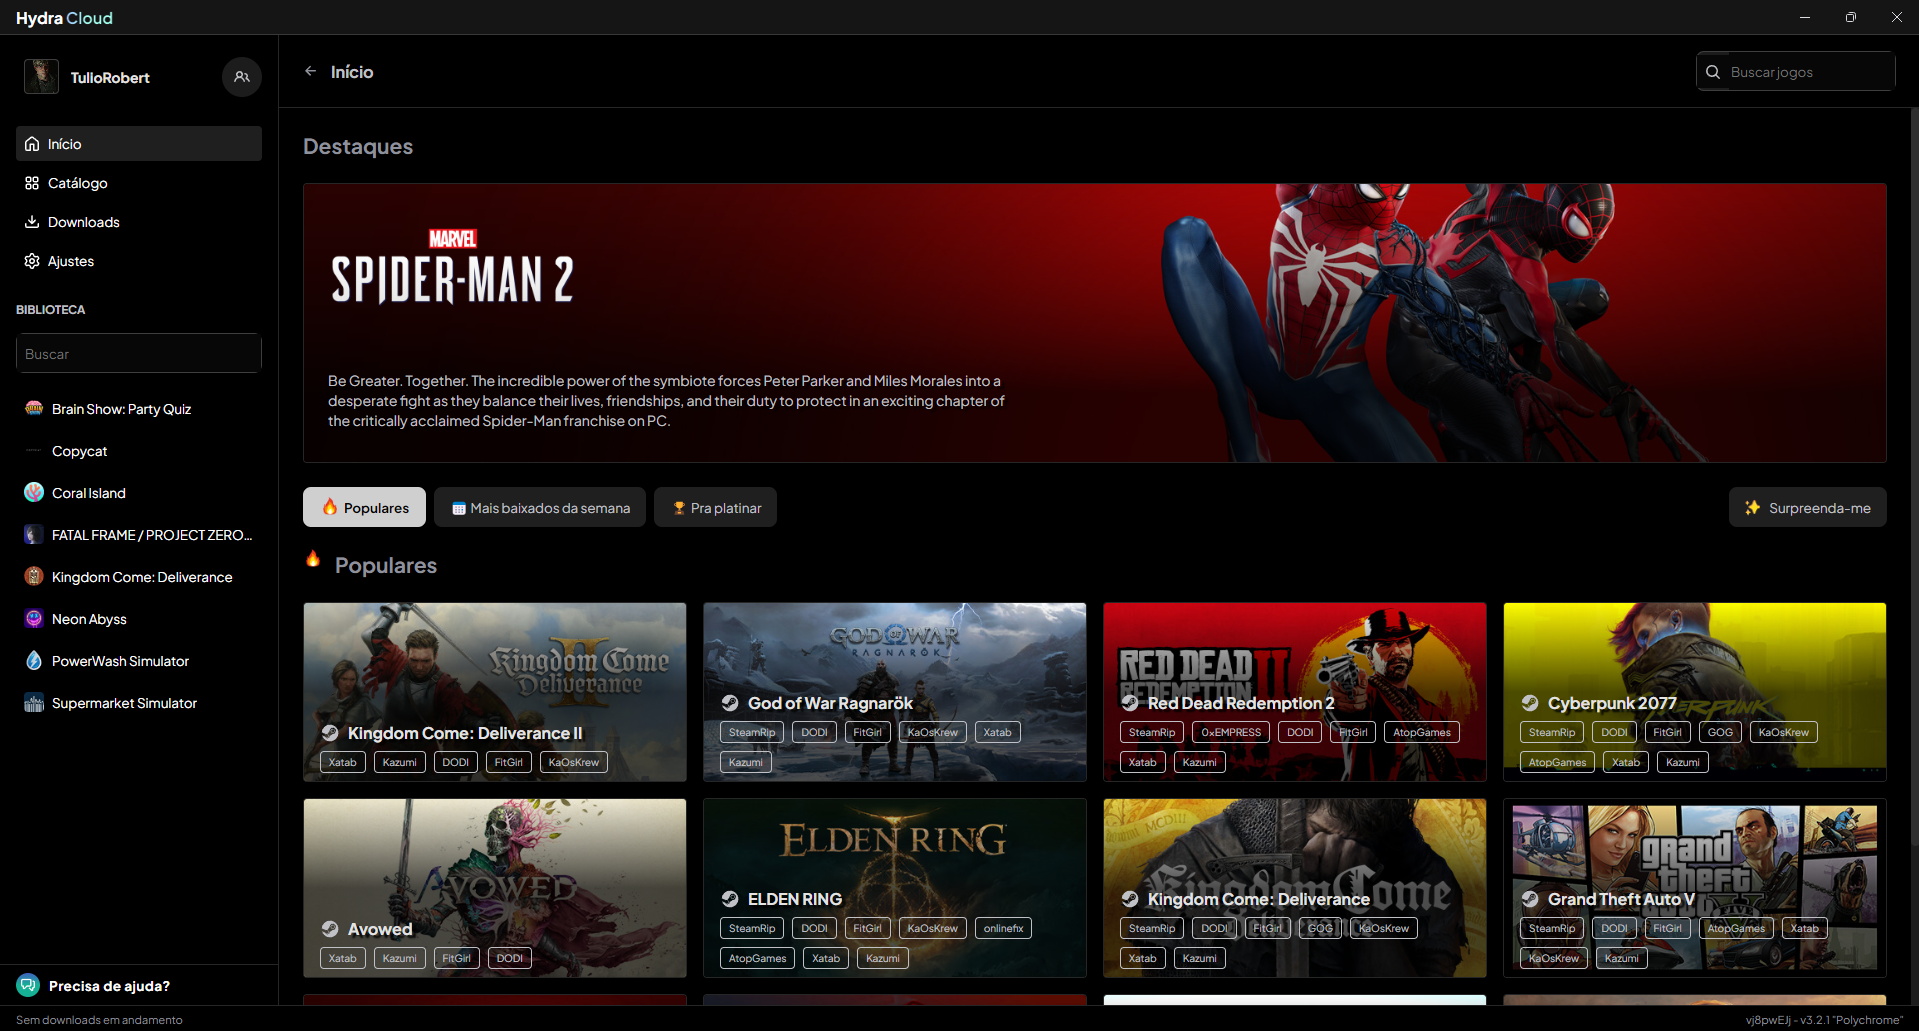 Hydra Cloud
TulloRobert
Início
Catálogo
Downloads
Ajustes
BIBLIOTECA
Buscar
Brain Show: Party Quiz
Copycat
Coral Island
FATAL FRAME / PROJECT ZERO...
Kingdom Come: Deliverance
Neon Abyss
PowerWash Simulator
Supermarket Simulator
Precisa de ajuda?
Início
Buscar jogos
Destaques
MARVEL
SPIDER-MAN 2
Be Greater. Together. The incredible power of the symbiote forces Peter Parker and Miles Morales into a
desperate fight as they balance their lives, friendships, and their duty to protect in an exciting chapter of
the critically acclaimed Spider-Man franchise on PC.
Populares
Mais baixados da semana
Pra platinar
Surpreenda-me
Populares
II
Kingdom Come
Deliverance
Kingdom Come: Deliverance II
Xatab Kazumi DODI FitGirl KaOsKrew
GOD OF WAR
RAGNARÖK
God of War Ragnarök
SteamRip DODI FitGirl KaOsKrew Xatab
Kazumi
RED DEAD
REDEMPTION II
Red Dead Redemption 2
SteamRip 0xEMPRESS DODI FitGirl AtopGames
Xatab Kazumi
Cyberpunk 2077
SteamRip DODI FitGirl GOG KaOsKrew
AtopGames Xatab Kazumi
AVOWED
Avowed
Xatab Kazumi FitGirl DODI
ELDEN RING
ELDEN RING
SteamRip DODI FitGirl KaOsKrew onlinefix
AtopGames Xatab Kazumi
Kingdom Come
Deliverance
Kingdom Come: Deliverance
SteamRip DODI FitGirl GOG KaOsKrew
Xatab Kazumi
grand
theft
Grand Theft Auto V
SteamRip DODI FitGirl AtopGames Xatab
KaOsKrew Kazumi
Sem downloads em andamento
vj8pwEJj - v3.2.1 "Polychrome"